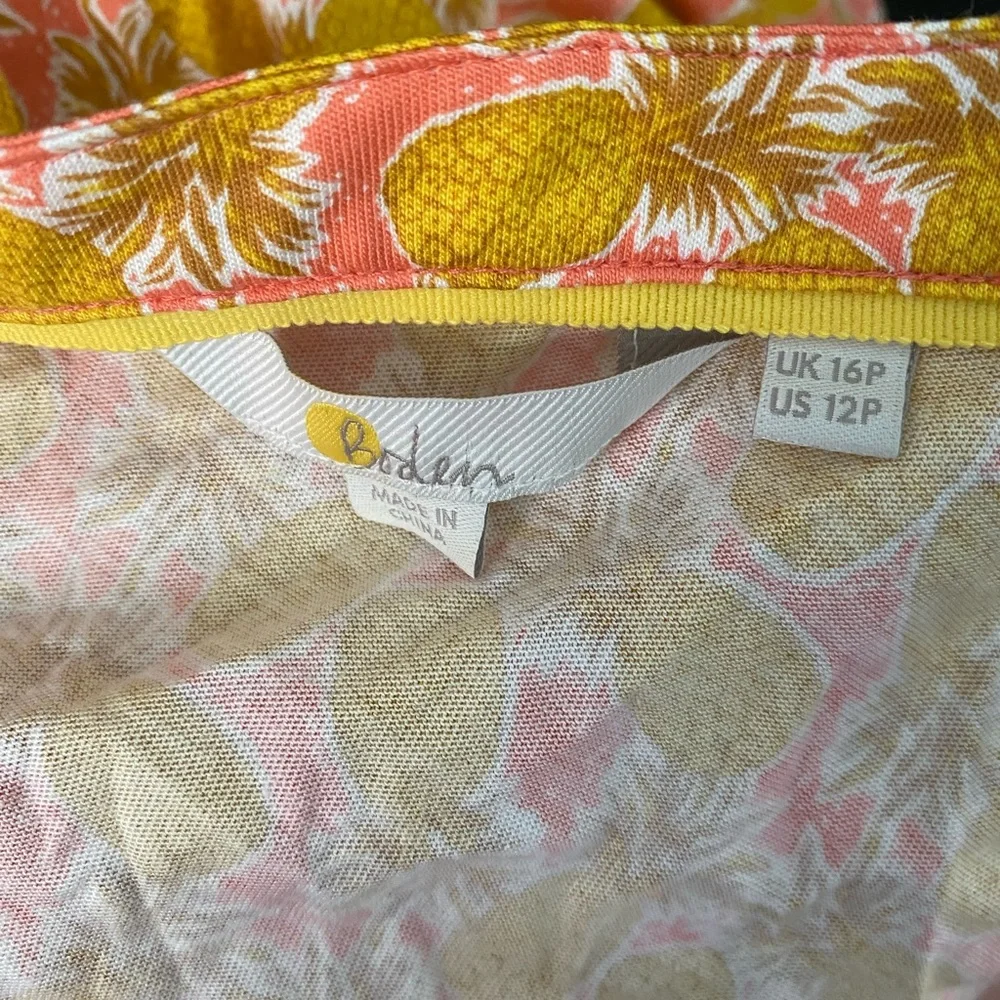 Boden
MADE IN
CHINA
UK 16P
US 12P